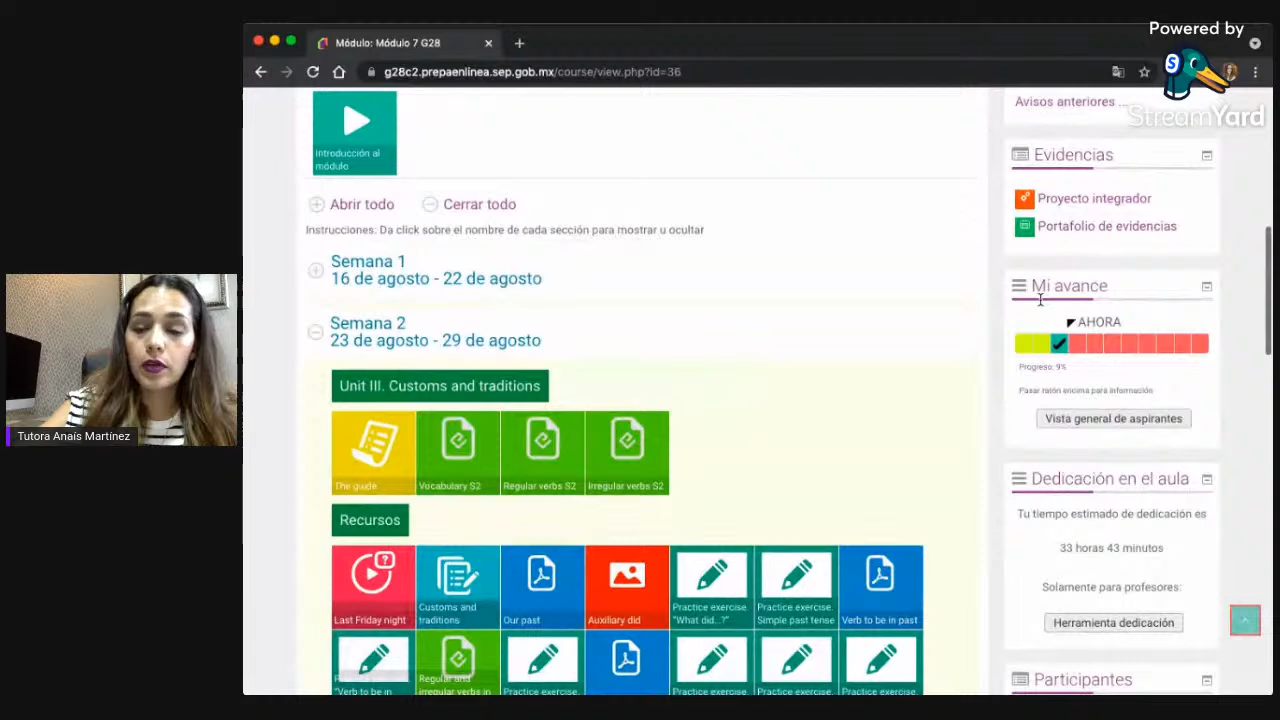 Powered by
StreamYard
Módulo: Módulo 7 G28
g28c2.prepaenlinea.sep.gob.mx/course/view.php?id=36
Introducción al
módulo
Abrir todo
Cerrar todo
Instrucciones: Da click sobre el nombre de cada sección para mostrar u ocultar
Semana 1
16 de agosto - 22 de agosto
Semana 2
23 de agosto - 29 de agosto
Unit III. Customs and traditions
The guide
Vocabulary S2
Regular verbs S2
Irregular verbs S2
Recursos
Last Friday night
Customs and
traditions
Our past
Auxiliary did
Practice exercise.
"What did...?"
Practice exercise.
Simple past tense
Verb to be in past
"Verb to be in
Regular and
irregular verbs in
Practice exercise.
Practice exercise.
Practice exercise.
Practice exercise.
Avisos anteriores ...
Evidencias
Proyecto integrador
Portafolio de evidencias
Mi avance
AHORA
Progreso: 9%
Pasar ratón encima para información
Vista general de aspirantes
Dedicación en el aula
Tu tiempo estimado de dedicación es
33 horas 43 minutos
Solamente para profesores:
Herramienta dedicación
Participantes
Tutora Anaís Martínez